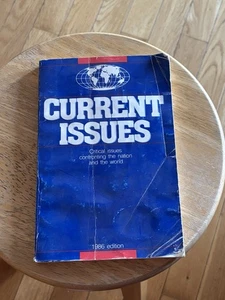 CURRENT
ISSUES
Critical issues
confronting the nation
and the world
1986 edition